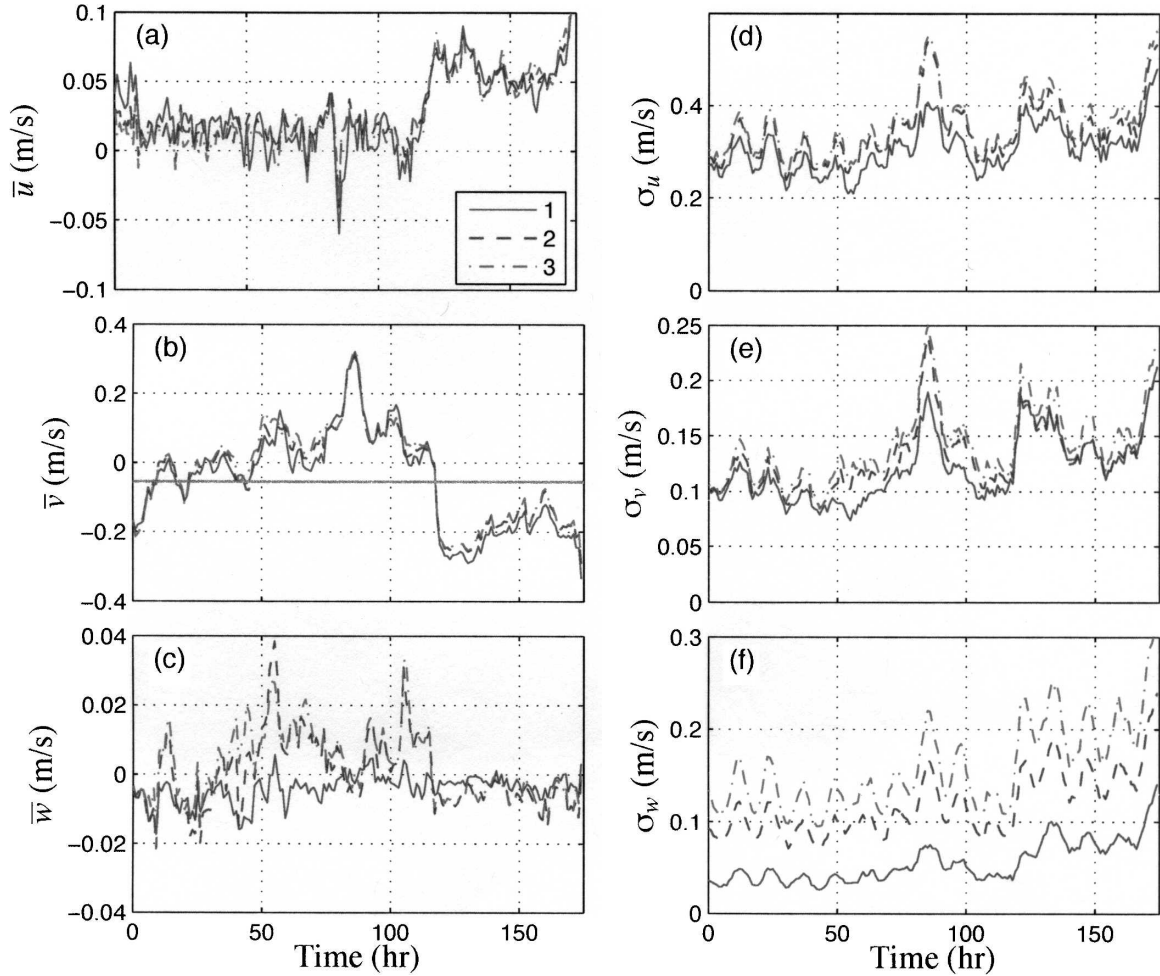 (a)
0.1
0.05
0
−0.05
−0.1
u̅ (m/s)
1
2
3
(b)
0.4
0.2
0
−0.2
−0.4
v̅ (m/s)
(c)
0.04
0.02
0
−0.02
−0.04
w̅ (m/s)
0 50 100 150
Time (hr)
(d)
0.4
0.2
0
σu (m/s)
(e)
0.25
0.2
0.15
0.1
0.05
0
σv (m/s)
(f)
0.3
0.2
0.1
0
σw (m/s)
0 50 100 150
Time (hr)